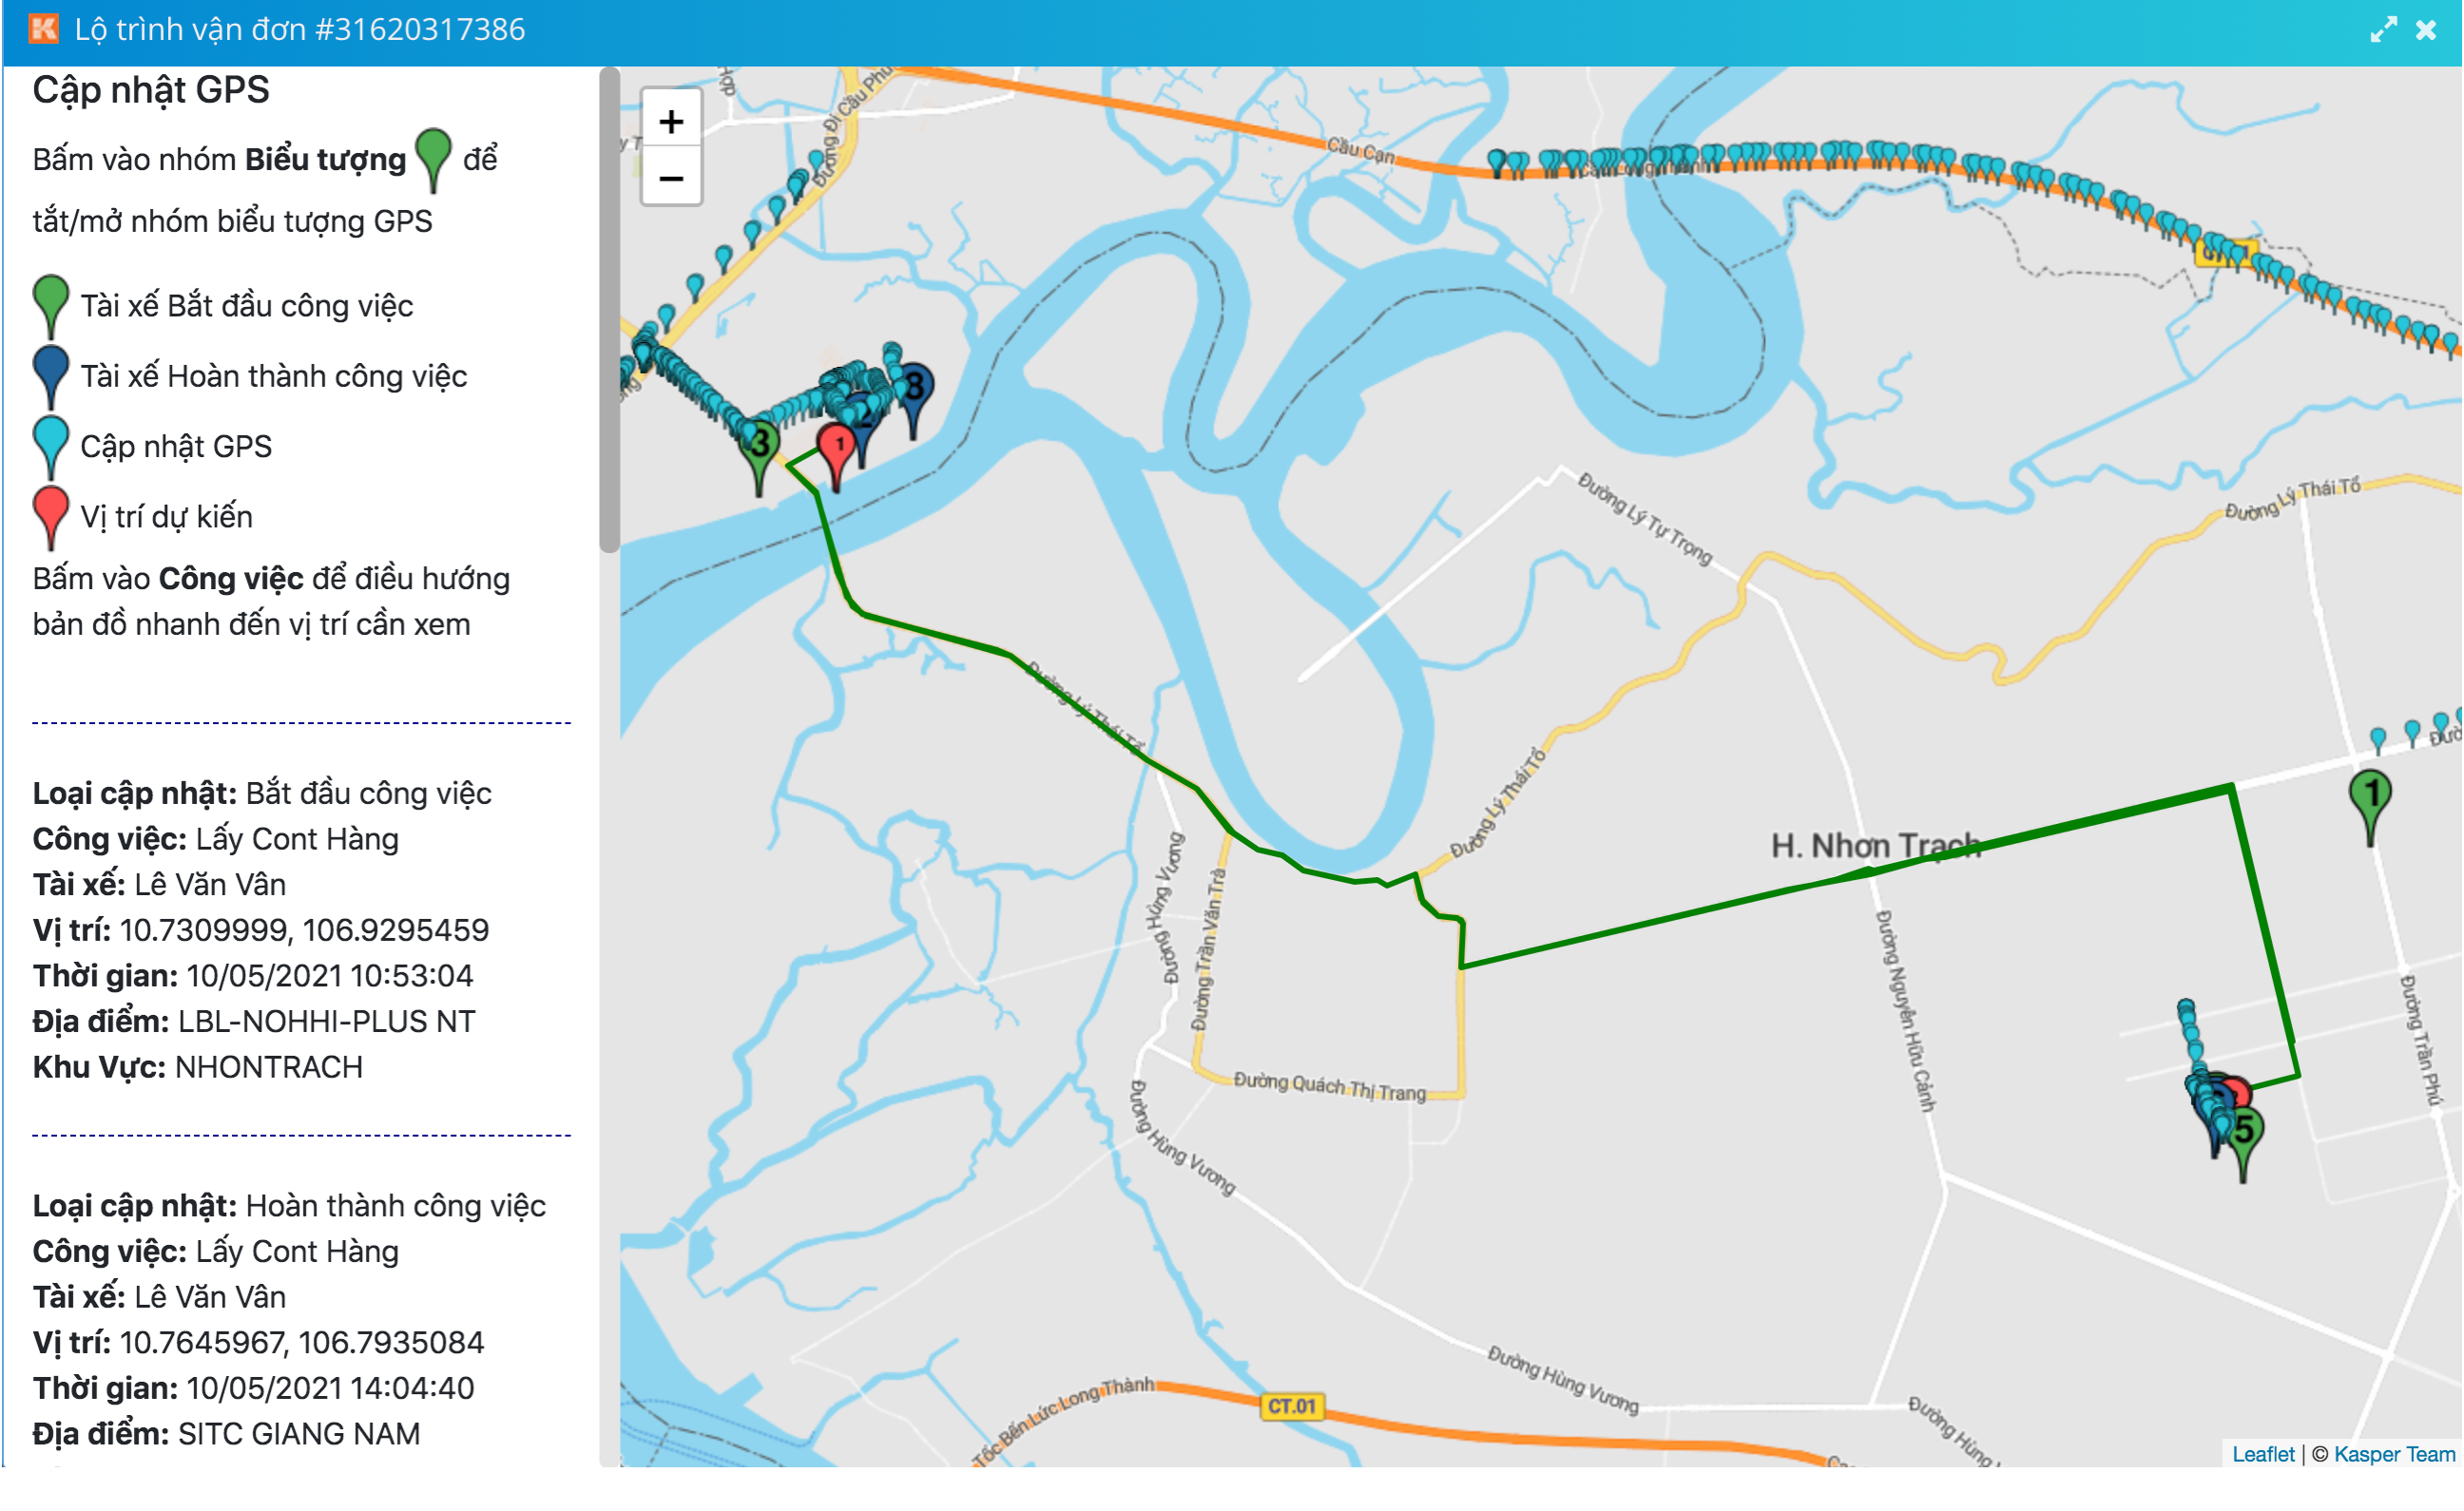 K Lộ trình vận đơn #31620317386
Cập nhật GPS
Bấm vào nhóm Biểu tượng để
tắt/mở nhóm biểu tượng GPS
Tài xế Bắt đầu công việc
Tài xế Hoàn thành công việc
Cập nhật GPS
Vị trí dự kiến
Bấm vào Công việc để điều hướng
bản đồ nhanh đến vị trí cần xem
Loại cập nhật: Bắt đầu công việc
Công việc: Lấy Cont Hàng
Tài xế: Lê Văn Vân
Vị trí: 10.7309999, 106.9295459
Thời gian: 10/05/2021 10:53:04
Địa điểm: LBL-NOHHI-PLUS NT
Khu Vực: NHONTRACH
Loại cập nhật: Hoàn thành công việc
Công việc: Lấy Cont Hàng
Tài xế: Lê Văn Vân
Vị trí: 10.7645967, 106.7935084
Thời gian: 10/05/2021 14:04:40
Địa điểm: SITC GIANG NAM
+
−
Đường Đi Cầu Phú
Cầu Cạn
8
3
1
Đường Lý Tự Trọng
Đường Lý Thái Tổ
Đường Lý Thái Tổ
Đường Lý Thái Tổ
1
H. Nhơn Trạch
Đường Hùng Vương
Đường Trần Văn Trà
Đường Nguyễn Hữu Cảnh
Đường Trần Phú
5
Đường Quách Thị Trang
Đường Hùng Vương
Đường Hùng Vương
Tốc Bến Lức Long Thành
CT.01
Leaflet | © Kasper Team